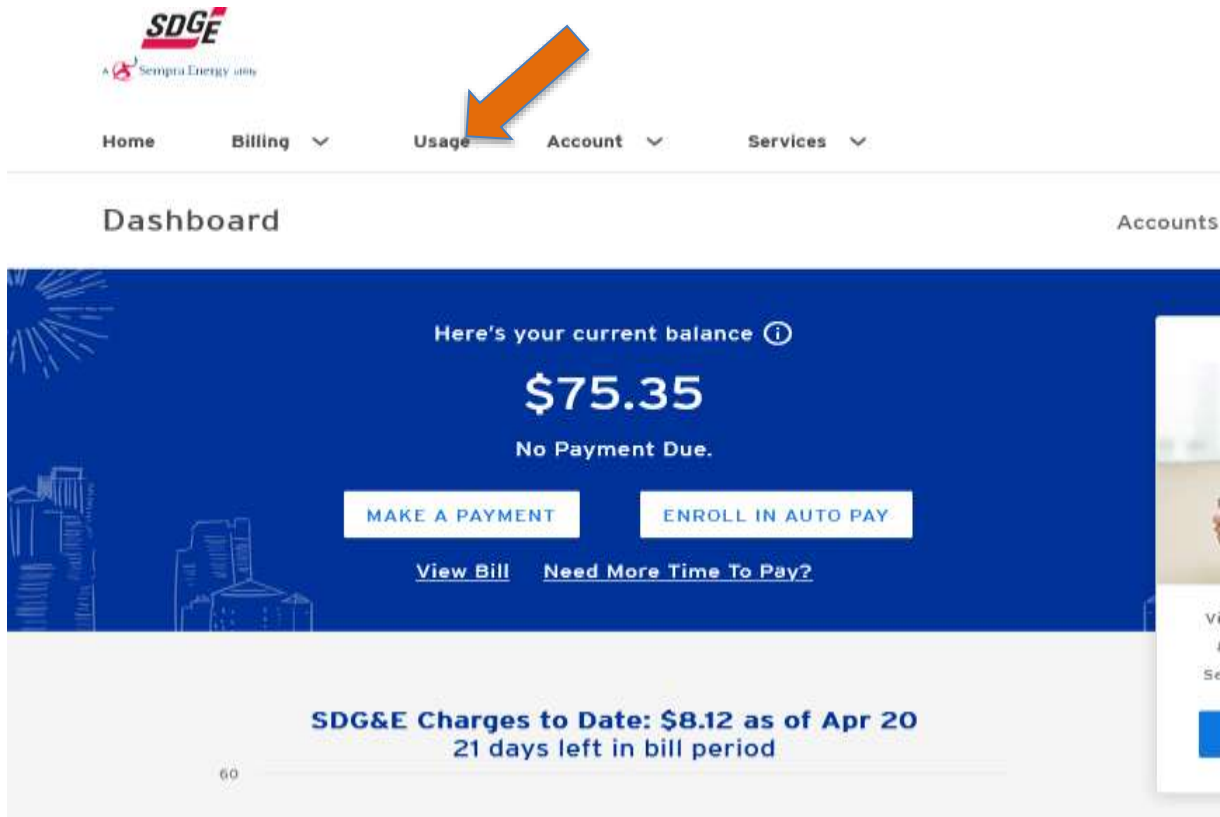 SDGE
A Sempra Energy utility
Home Billing Usage Account Services
Dashboard
Accounts
Here's your current balance
$75.35
No Payment Due.
MAKE A PAYMENT ENROLL IN AUTO PAY
View Bill Need More Time To Pay?
SDG&E Charges to Date: $8.12 as of Apr 20
21 days left in bill period
60